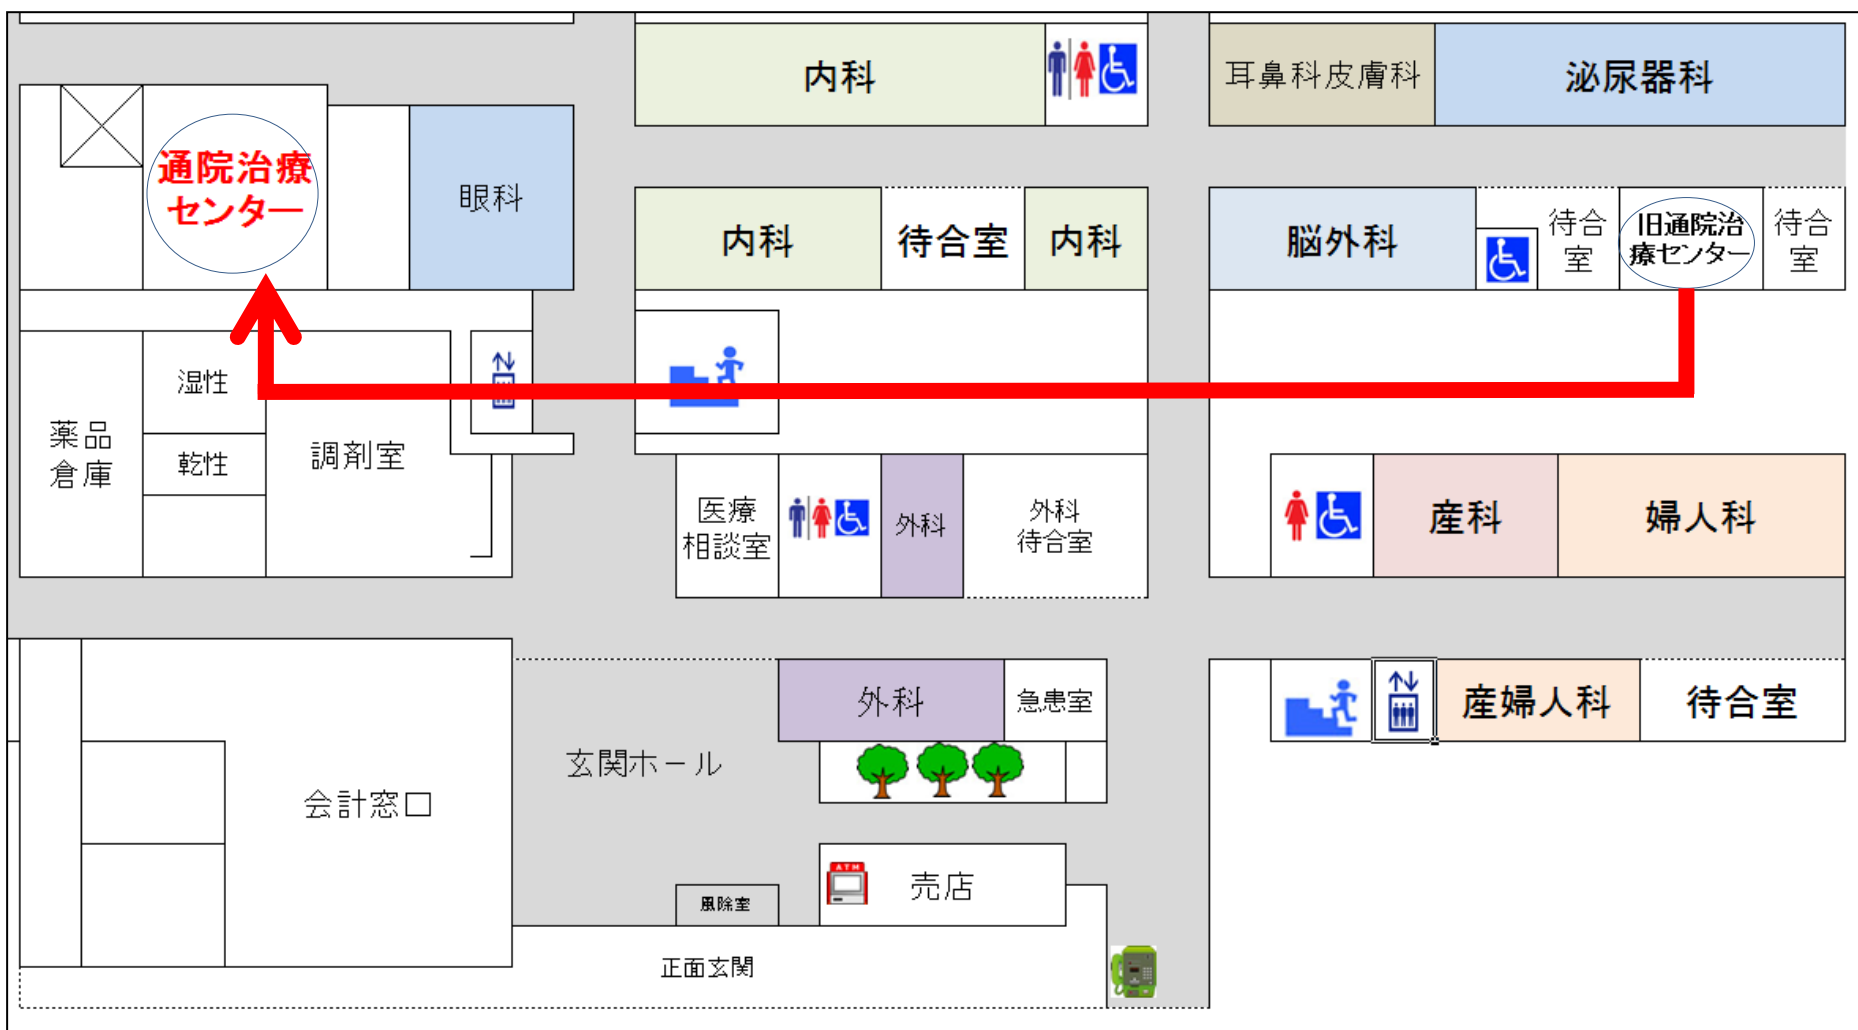 内科
耳鼻科皮膚科
泌尿器科
通院治療
センター
眼科
内科
待合室
内科
脳外科
待合
室
旧通院治
療センター
待合
室
薬品
倉庫
湿性
乾性
調剤室
医療
相談室
外科
外科
待合室
産科
婦人科
外科
急患室
産婦人科
待合室
玄関ホール
会計窓口
ATM
売店
風除室
正面玄関